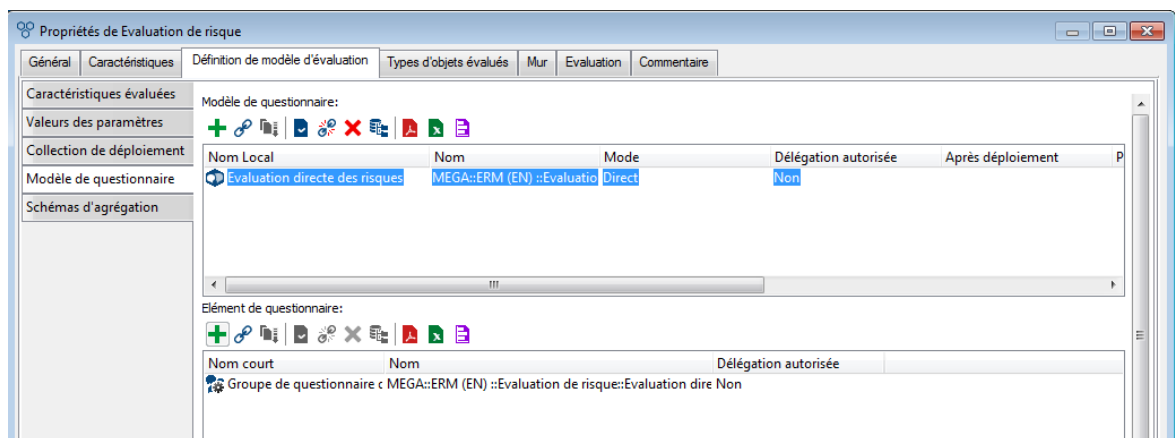 Propriétés de Evaluation de risque
Général Caractéristiques Définition de modèle d'évaluation Types d'objets évalués Mur Evaluation Commentaire
Caractéristiques évaluées
Valeurs des paramètres
Collection de déploiement
Modèle de questionnaire
Schémas d'agrégation
Modèle de questionnaire:
Nom Local Nom Mode Délégation autorisée Après déploiement P
Evaluation directe des risques MEGA::ERM (EN) ::Evaluatio Direct Non
Elément de questionnaire:
Nom court Nom Délégation autorisée
Groupe de questionnaire c MEGA::ERM (EN) ::Evaluation de risque::Evaluation dire Non